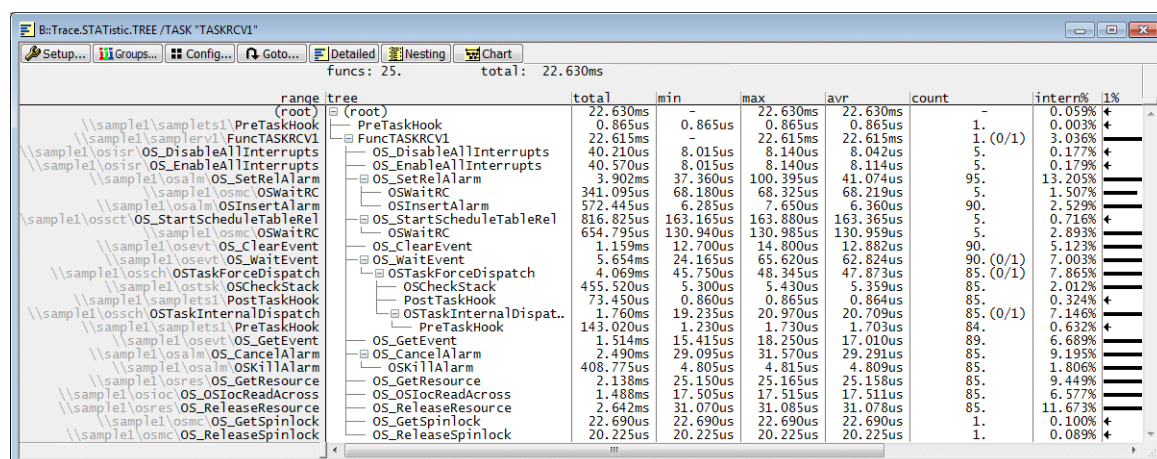 B::Trace.STATistic.TREE /TASK "TASKRCV1"
Setup... Groups... Config... Goto... Detailed Nesting Chart
funcs: 25. total: 22.630ms
range tree total min max avr count intern% 1%
(root) (root) 22.630ms - 22.630ms 22.630ms - 0.059%
\\sample1\samplets1\PreTaskHook PreTaskHook 0.865us 0.865us 0.865us 0.865us 1. 0.003%
\\sample1\samplerv1\FuncTASKRCV1 FuncTASKRCV1 22.615ms - 22.615ms 22.615ms 1.(0/1) 3.036%
\\sample1\osisr\OS_DisableAllInterrupts OS_DisableAllInterrupts 40.210us 8.015us 8.140us 8.042us 5. 0.177%
\\sample1\osisr\OS_EnableAllInterrupts OS_EnableAllInterrupts 40.570us 8.015us 8.140us 8.114us 5. 0.179%
\\sample1\osalm\OS_SetRelAlarm OS_SetRelAlarm 3.902ms 37.360us 100.395us 41.074us 95. 13.205%
\\sample1\osmc\OSWaitRC OSWaitRC 341.095us 68.180us 68.325us 68.219us 5. 1.507%
\\sample1\osalm\OSInsertAlarm OSInsertAlarm 572.445us 6.285us 7.650us 6.360us 90. 2.529%
\sample1\ossct\OS_StartScheduleTableRel OS_StartScheduleTableRel 816.825us 163.165us 163.880us 163.365us 5. 0.716%
\\sample1\osmc\OSWaitRC OSWaitRC 654.795us 130.940us 130.985us 130.959us 5. 2.893%
\\sample1\osevt\OS_ClearEvent OS_ClearEvent 1.159ms 12.700us 14.800us 12.882us 90. 5.123%
\\sample1\osevt\OS_WaitEvent OS_WaitEvent 5.654ms 24.165us 65.620us 62.824us 90.(0/1) 7.003%
\\sample1\ossch\OSTaskForceDispatch OSTaskForceDispatch 4.069ms 45.750us 48.345us 47.873us 85.(0/1) 7.865%
\\sample1\ostsk\OSCheckStack OSCheckStack 455.520us 5.300us 5.430us 5.359us 85. 2.012%
\\sample1\samplets1\PostTaskHook PostTaskHook 73.450us 0.860us 0.865us 0.864us 85. 0.324%
\\sample1\ossch\OSTaskInternalDispatch OSTaskInternalDispat.. 1.760ms 19.235us 20.970us 20.709us 85.(0/1) 7.146%
\\sample1\samplets1\PreTaskHook PreTaskHook 143.020us 1.230us 1.730us 1.703us 84. 0.632%
\\sample1\osevt\OS_GetEvent OS_GetEvent 1.514ms 15.415us 18.250us 17.010us 89. 6.689%
\\sample1\osalm\OS_CancelAlarm OS_CancelAlarm 2.490ms 29.095us 31.570us 29.291us 85. 9.195%
\\sample1\osalm\OSKillAlarm OSKillAlarm 408.775us 4.805us 4.815us 4.809us 85. 1.806%
\\sample1\osres\OS_GetResource OS_GetResource 2.138ms 25.150us 25.165us 25.158us 85. 9.449%
\\sample1\osioc\OS_OSIocReadAcross OS_OSIocReadAcross 1.488ms 17.505us 17.515us 17.511us 85. 6.577%
\\sample1\osres\OS_ReleaseResource OS_ReleaseResource 2.642ms 31.070us 31.085us 31.078us 85. 11.673%
\\sample1\osmc\OS_GetSpinlock OS_GetSpinlock 22.690us 22.690us 22.690us 22.690us 1. 0.100%
\\sample1\osmc\OS_ReleaseSpinlock OS_ReleaseSpinlock 20.225us 20.225us 20.225us 20.225us 1. 0.089%